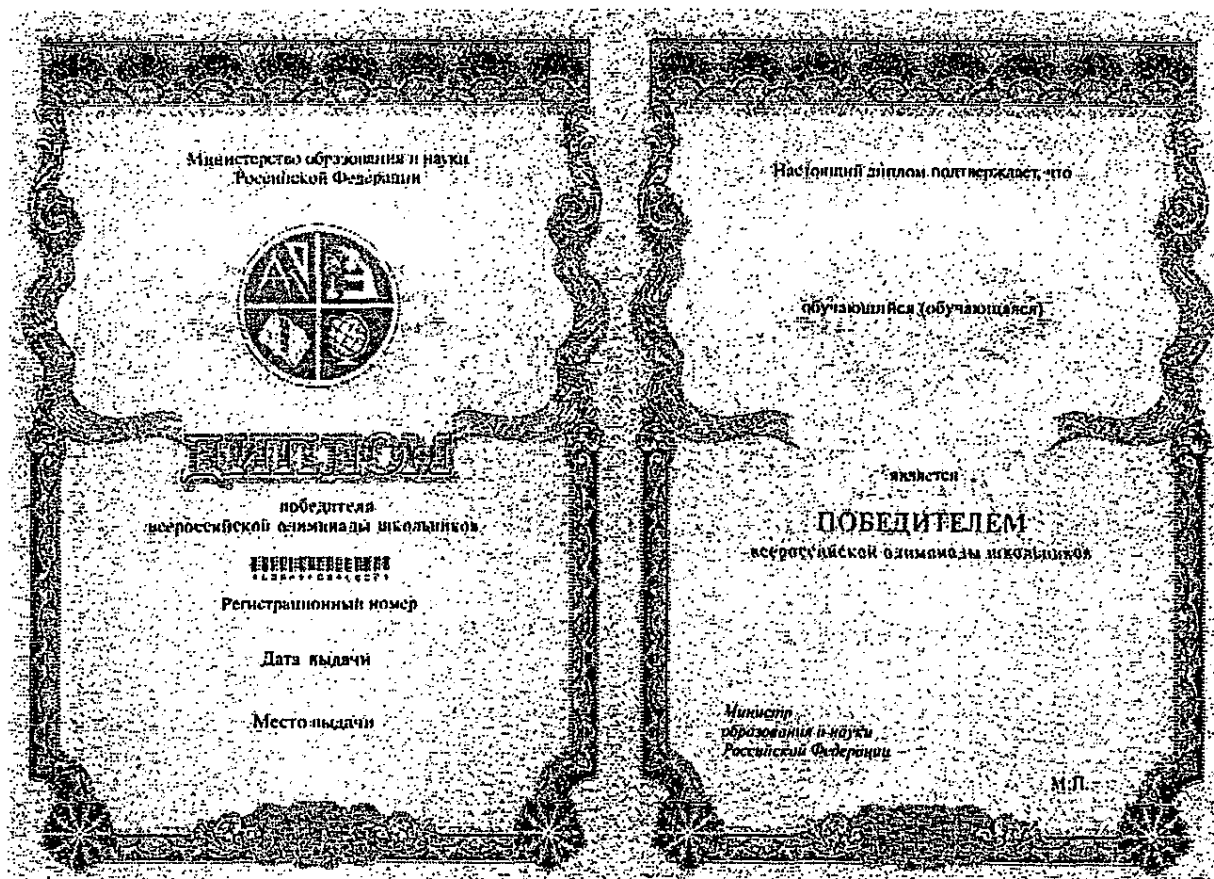 Министерство образования и науки
Российской Федерации
ДИПЛОМ
победителя
всероссийской олимпиады школьников
Регистрационный номер
Дата выдачи
Место выдачи
Настоящий диплом подтверждает, что
обучающийся (обучающаяся)
является
ПОБЕДИТЕЛЕМ
всероссийской олимпиады школьников
Министр
образования и науки
Российской Федерации
М.П.